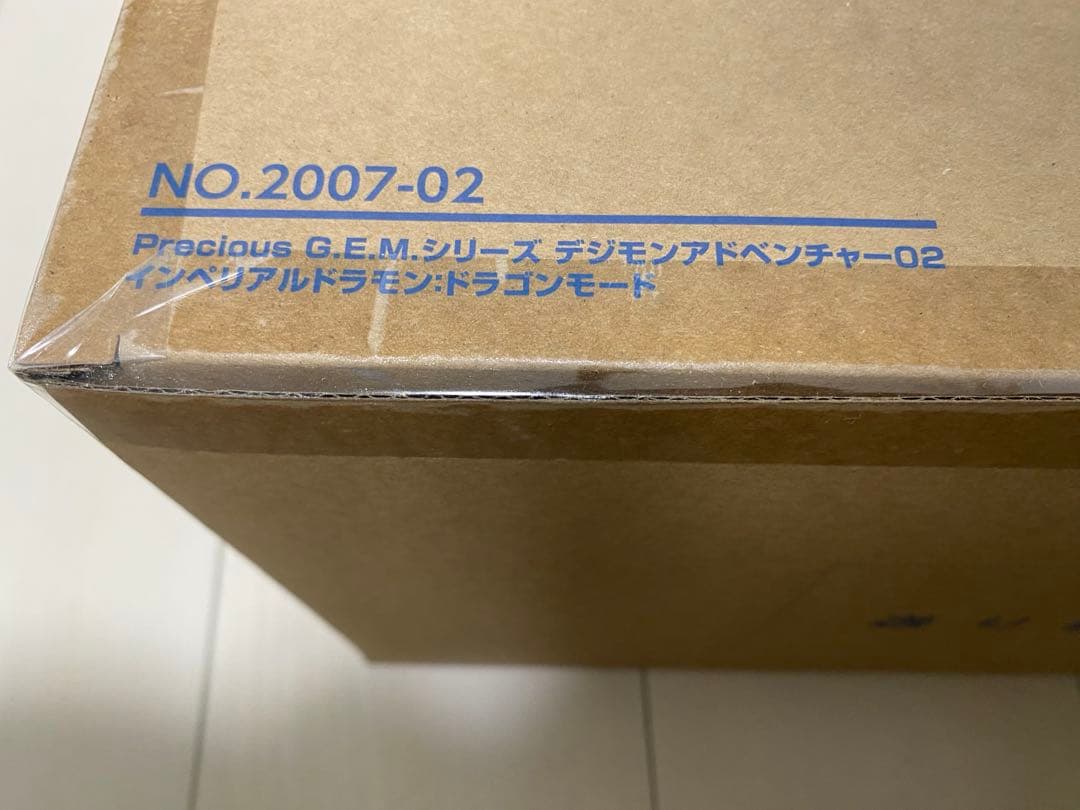 NO.2007-02
Precious G.E.M.シリーズ デジモンアドベンチャー02
インペリアルドラモン:ドラゴンモード